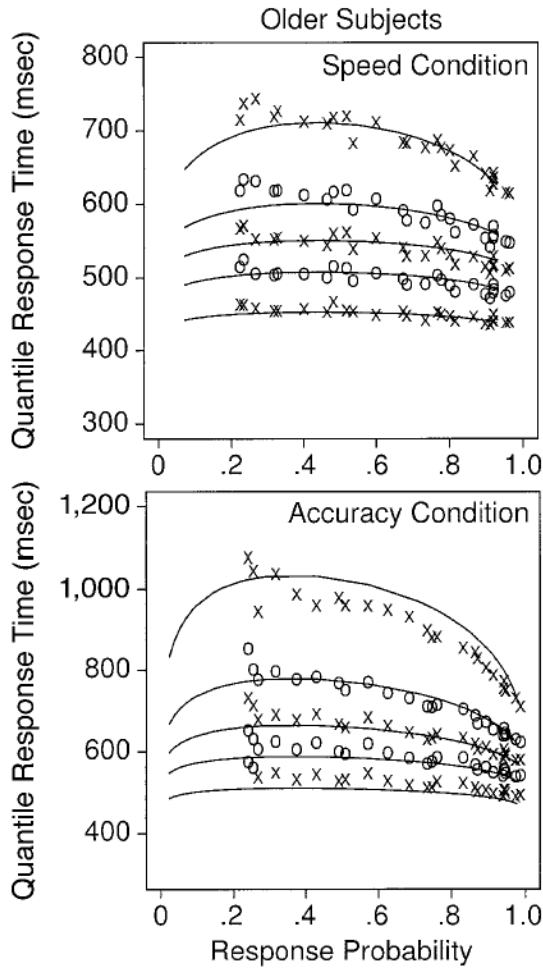 Older Subjects
Speed Condition
Quantile Response Time (msec)
800
700
600
500
400
300
0 .2 .4 .6 .8 1.0
Accuracy Condition
Quantile Response Time (msec)
1,200
1,000
800
600
400
0 .2 .4 .6 .8 1.0
Response Probability